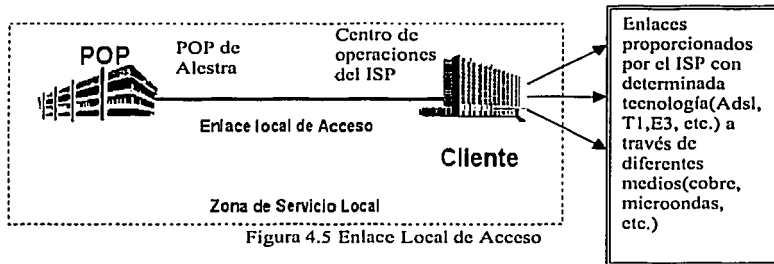 POP
POP de
Alestra
Centro de
operaciones
del ISP
Enlace local de Acceso
Cliente
Zona de Servicio Local
Enlaces
proporcionados
por el ISP con
determinada
tecnología(Adsl,
T1,E3, etc.) a
través de
diferentes
medios(cobre,
microondas,
etc.)
Figura 4.5 Enlace Local de Acceso